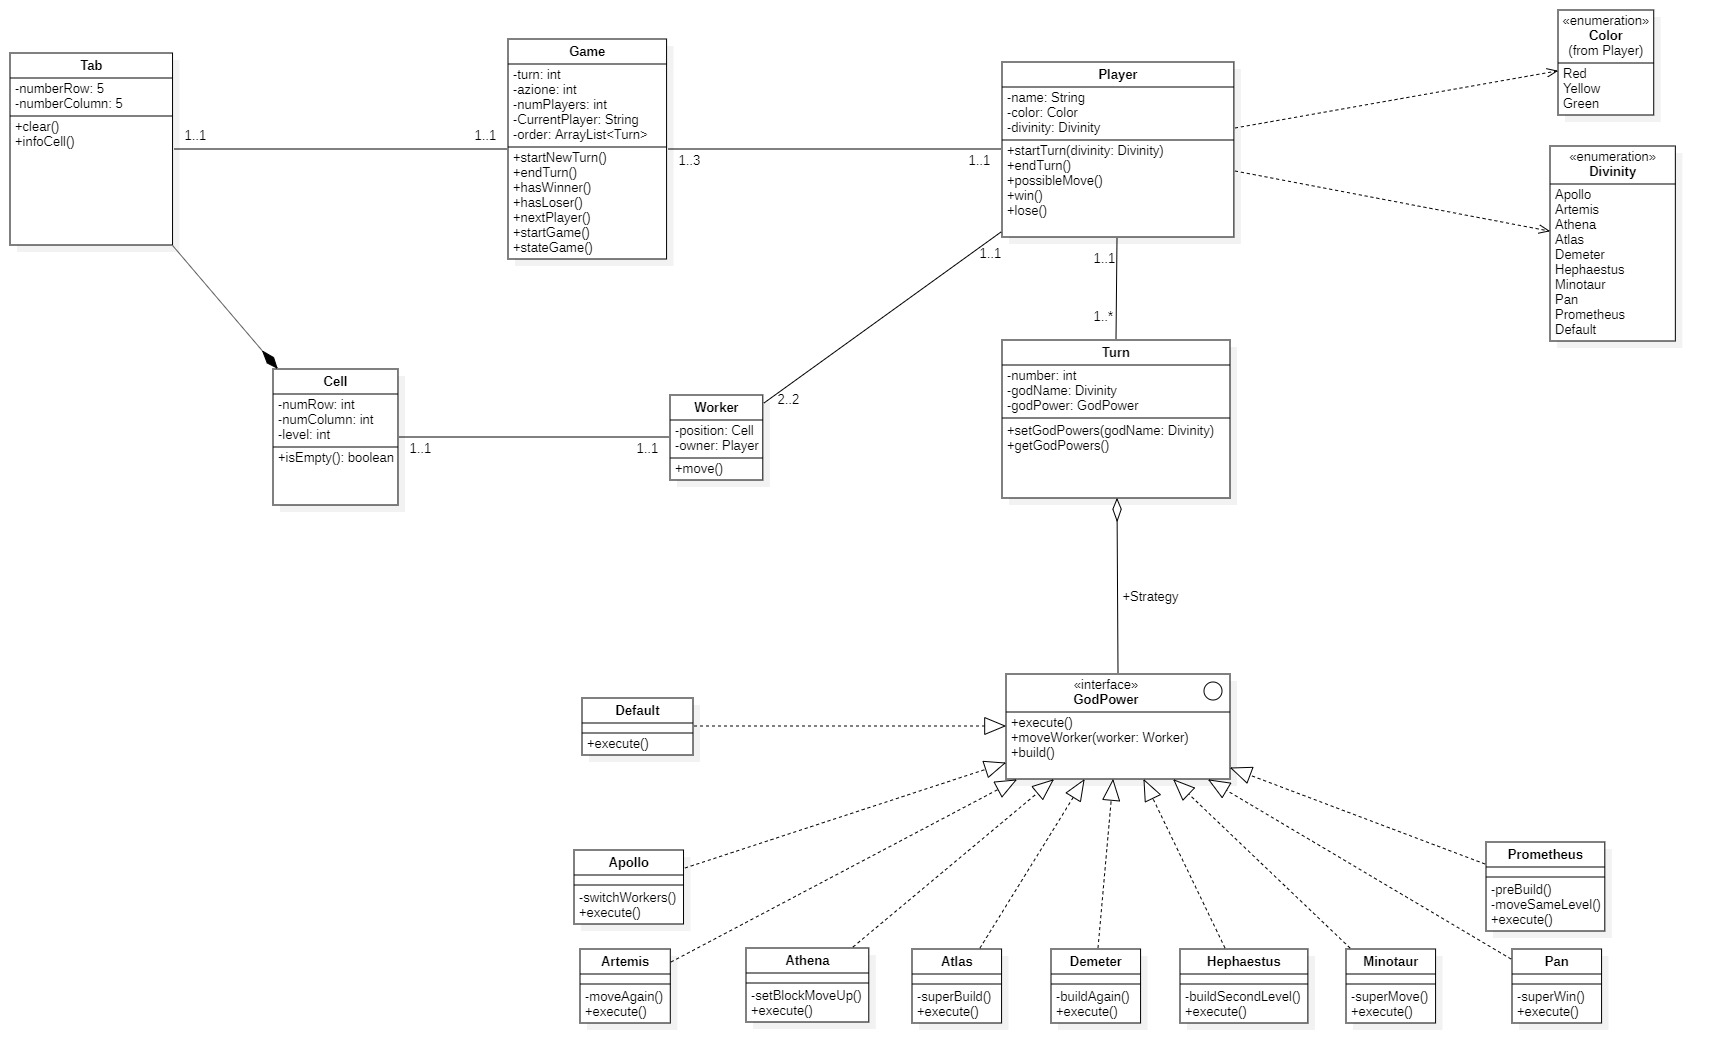 Tab
-numberRow: 5
-numberColumn: 5
+clear()
+infoCell()
1..1
1..1
Game
-turn: int
-azione: int
-numPlayers: int
-CurrentPlayer: String
-order: ArrayList<Turn>
+startNewTurn()
+endTurn()
+hasWinner()
+hasLoser()
+nextPlayer()
+startGame()
+stateGame()
1..3
1..1
Player
-name: String
-color: Color
-divinity: Divinity
+startTurn(divinity: Divinity)
+endTurn()
+possibleMove()
+win()
+lose()
«enumeration»
Color
(from Player)
Red
Yellow
Green
«enumeration»
Divinity
Apollo
Artemis
Athena
Atlas
Demeter
Hephaestus
Minotaur
Pan
Prometheus
Default
1..1
2..2
1..1
1..*
Cell
-numRow: int
-numColumn: int
-level: int
+isEmpty(): boolean
1..1
1..1
Worker
-position: Cell
-owner: Player
+move()
Turn
-number: int
-godName: Divinity
-godPower: GodPower
+setGodPowers(godName: Divinity)
+getGodPowers()
+Strategy
«interface»
GodPower
+execute()
+moveWorker(worker: Worker)
+build()
Default
+execute()
Apollo
-switchWorkers()
+execute()
Prometheus
-preBuild()
-moveSameLevel()
+execute()
Artemis
-moveAgain()
+execute()
Athena
-setBlockMoveUp()
+execute()
Atlas
-superBuild()
+execute()
Demeter
-buildAgain()
+execute()
Hephaestus
-buildSecondLevel()
+execute()
Minotaur
-superMove()
+execute()
Pan
-superWin()
+execute()